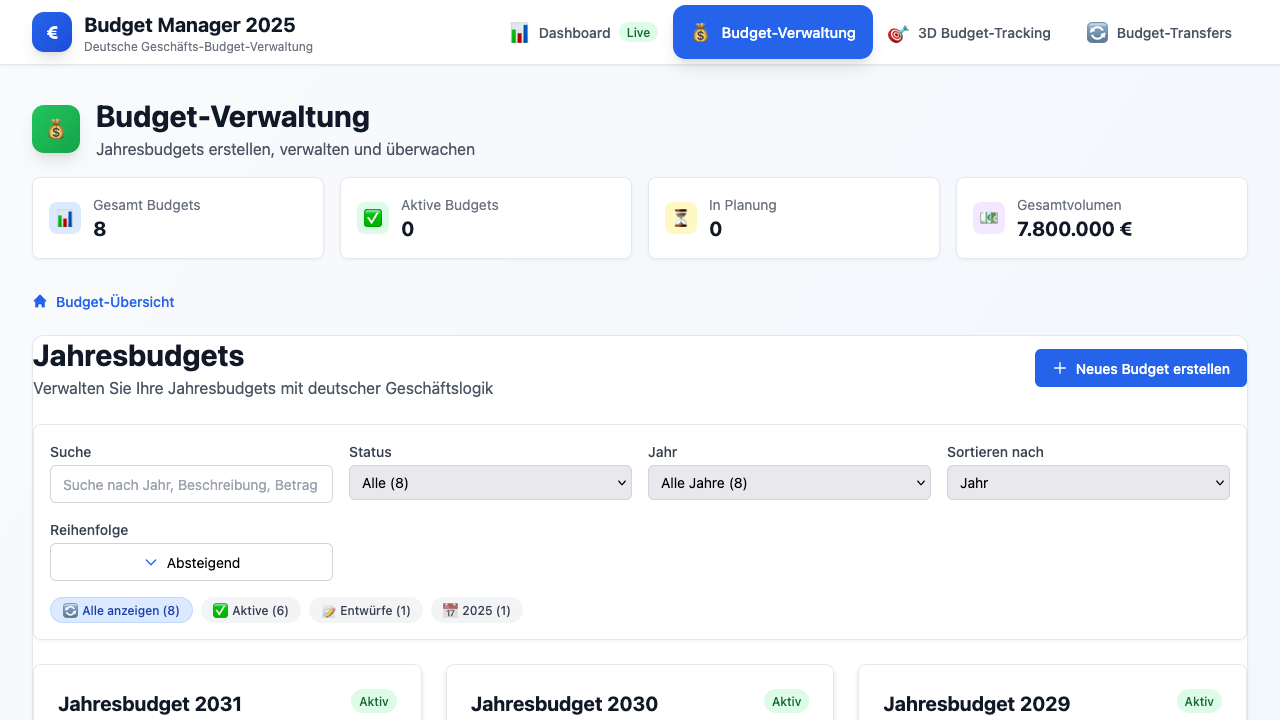 €
Budget Manager 2025
Deutsche Geschäfts-Budget-Verwaltung
Dashboard Live
Budget-Verwaltung
3D Budget-Tracking
Budget-Transfers
Budget-Verwaltung
Jahresbudgets erstellen, verwalten und überwachen
Gesamt Budgets
8
Aktive Budgets
0
In Planung
0
Gesamtvolumen
7.800.000 €
Budget-Übersicht
Jahresbudgets
Verwalten Sie Ihre Jahresbudgets mit deutscher Geschäftslogik
Neues Budget erstellen
Suche
Suche nach Jahr, Beschreibung, Betrag
Status
Alle (8)
Jahr
Alle Jahre (8)
Sortieren nach
Jahr
Reihenfolge
Absteigend
Alle anzeigen (8)
Aktive (6)
Entwürfe (1)
2025 (1)
Jahresbudget 2031 Aktiv
Jahresbudget 2030 Aktiv
Jahresbudget 2029 Aktiv